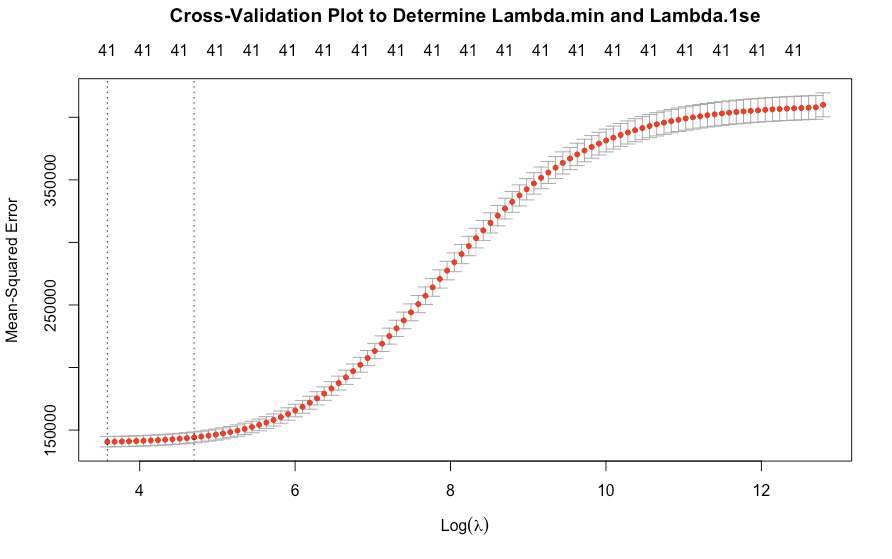 Cross-Validation Plot to Determine Lambda.min and Lambda.1se
41 41 41 41 41 41 41 41 41 41 41 41 41 41 41 41 41 41 41 41
350000
250000
150000
Mean-Squared Error
4 6 8 10 12
Log(λ)